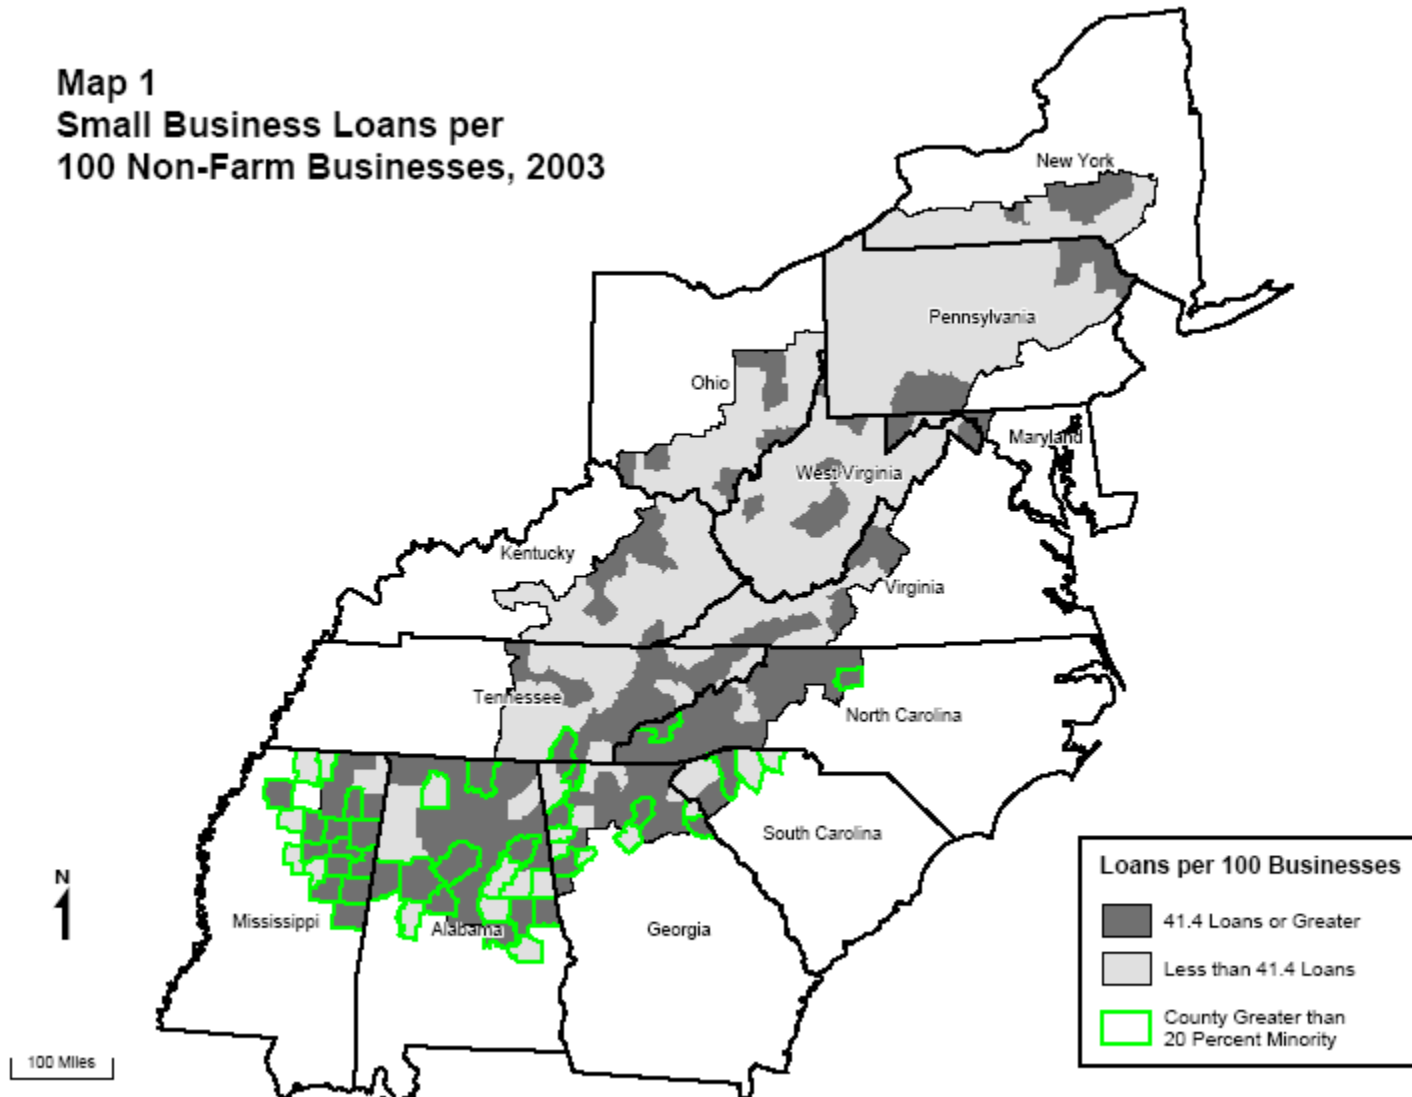 Map 1
Small Business Loans per
100 Non-Farm Businesses, 2003
New York
Pennsylvania
Ohio
Maryland
West Virginia
Kentucky
Virginia
Tennessee
North Carolina
South Carolina
Mississippi
Alabama
Georgia
N
100 Miles
Loans per 100 Businesses
41.4 Loans or Greater
Less than 41.4 Loans
County Greater than
20 Percent Minority